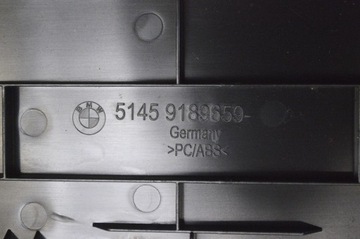 BMW
5145 9189659-
Germany
>PC/ABS<